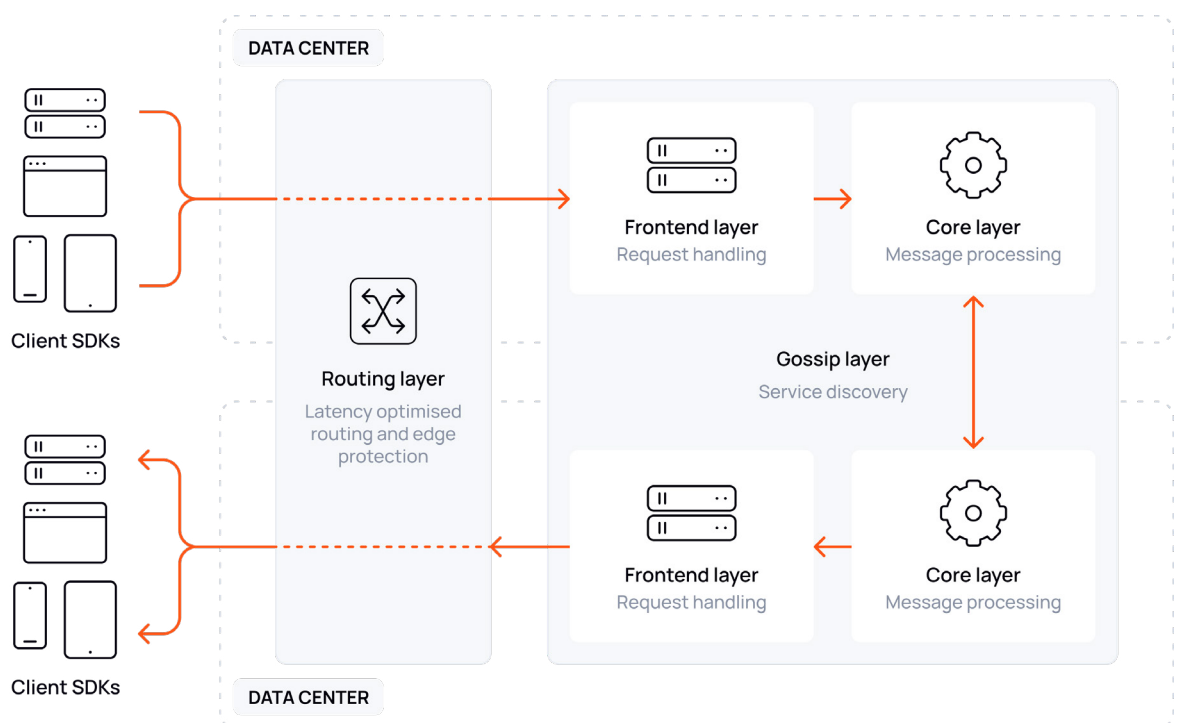 DATA CENTER
Frontend layer
Request handling
Core layer
Message processing
Client SDKs
Routing layer
Latency optimised
routing and edge
protection
Gossip layer
Service discovery
Frontend layer
Request handling
Core layer
Message processing
Client SDKs
DATA CENTER